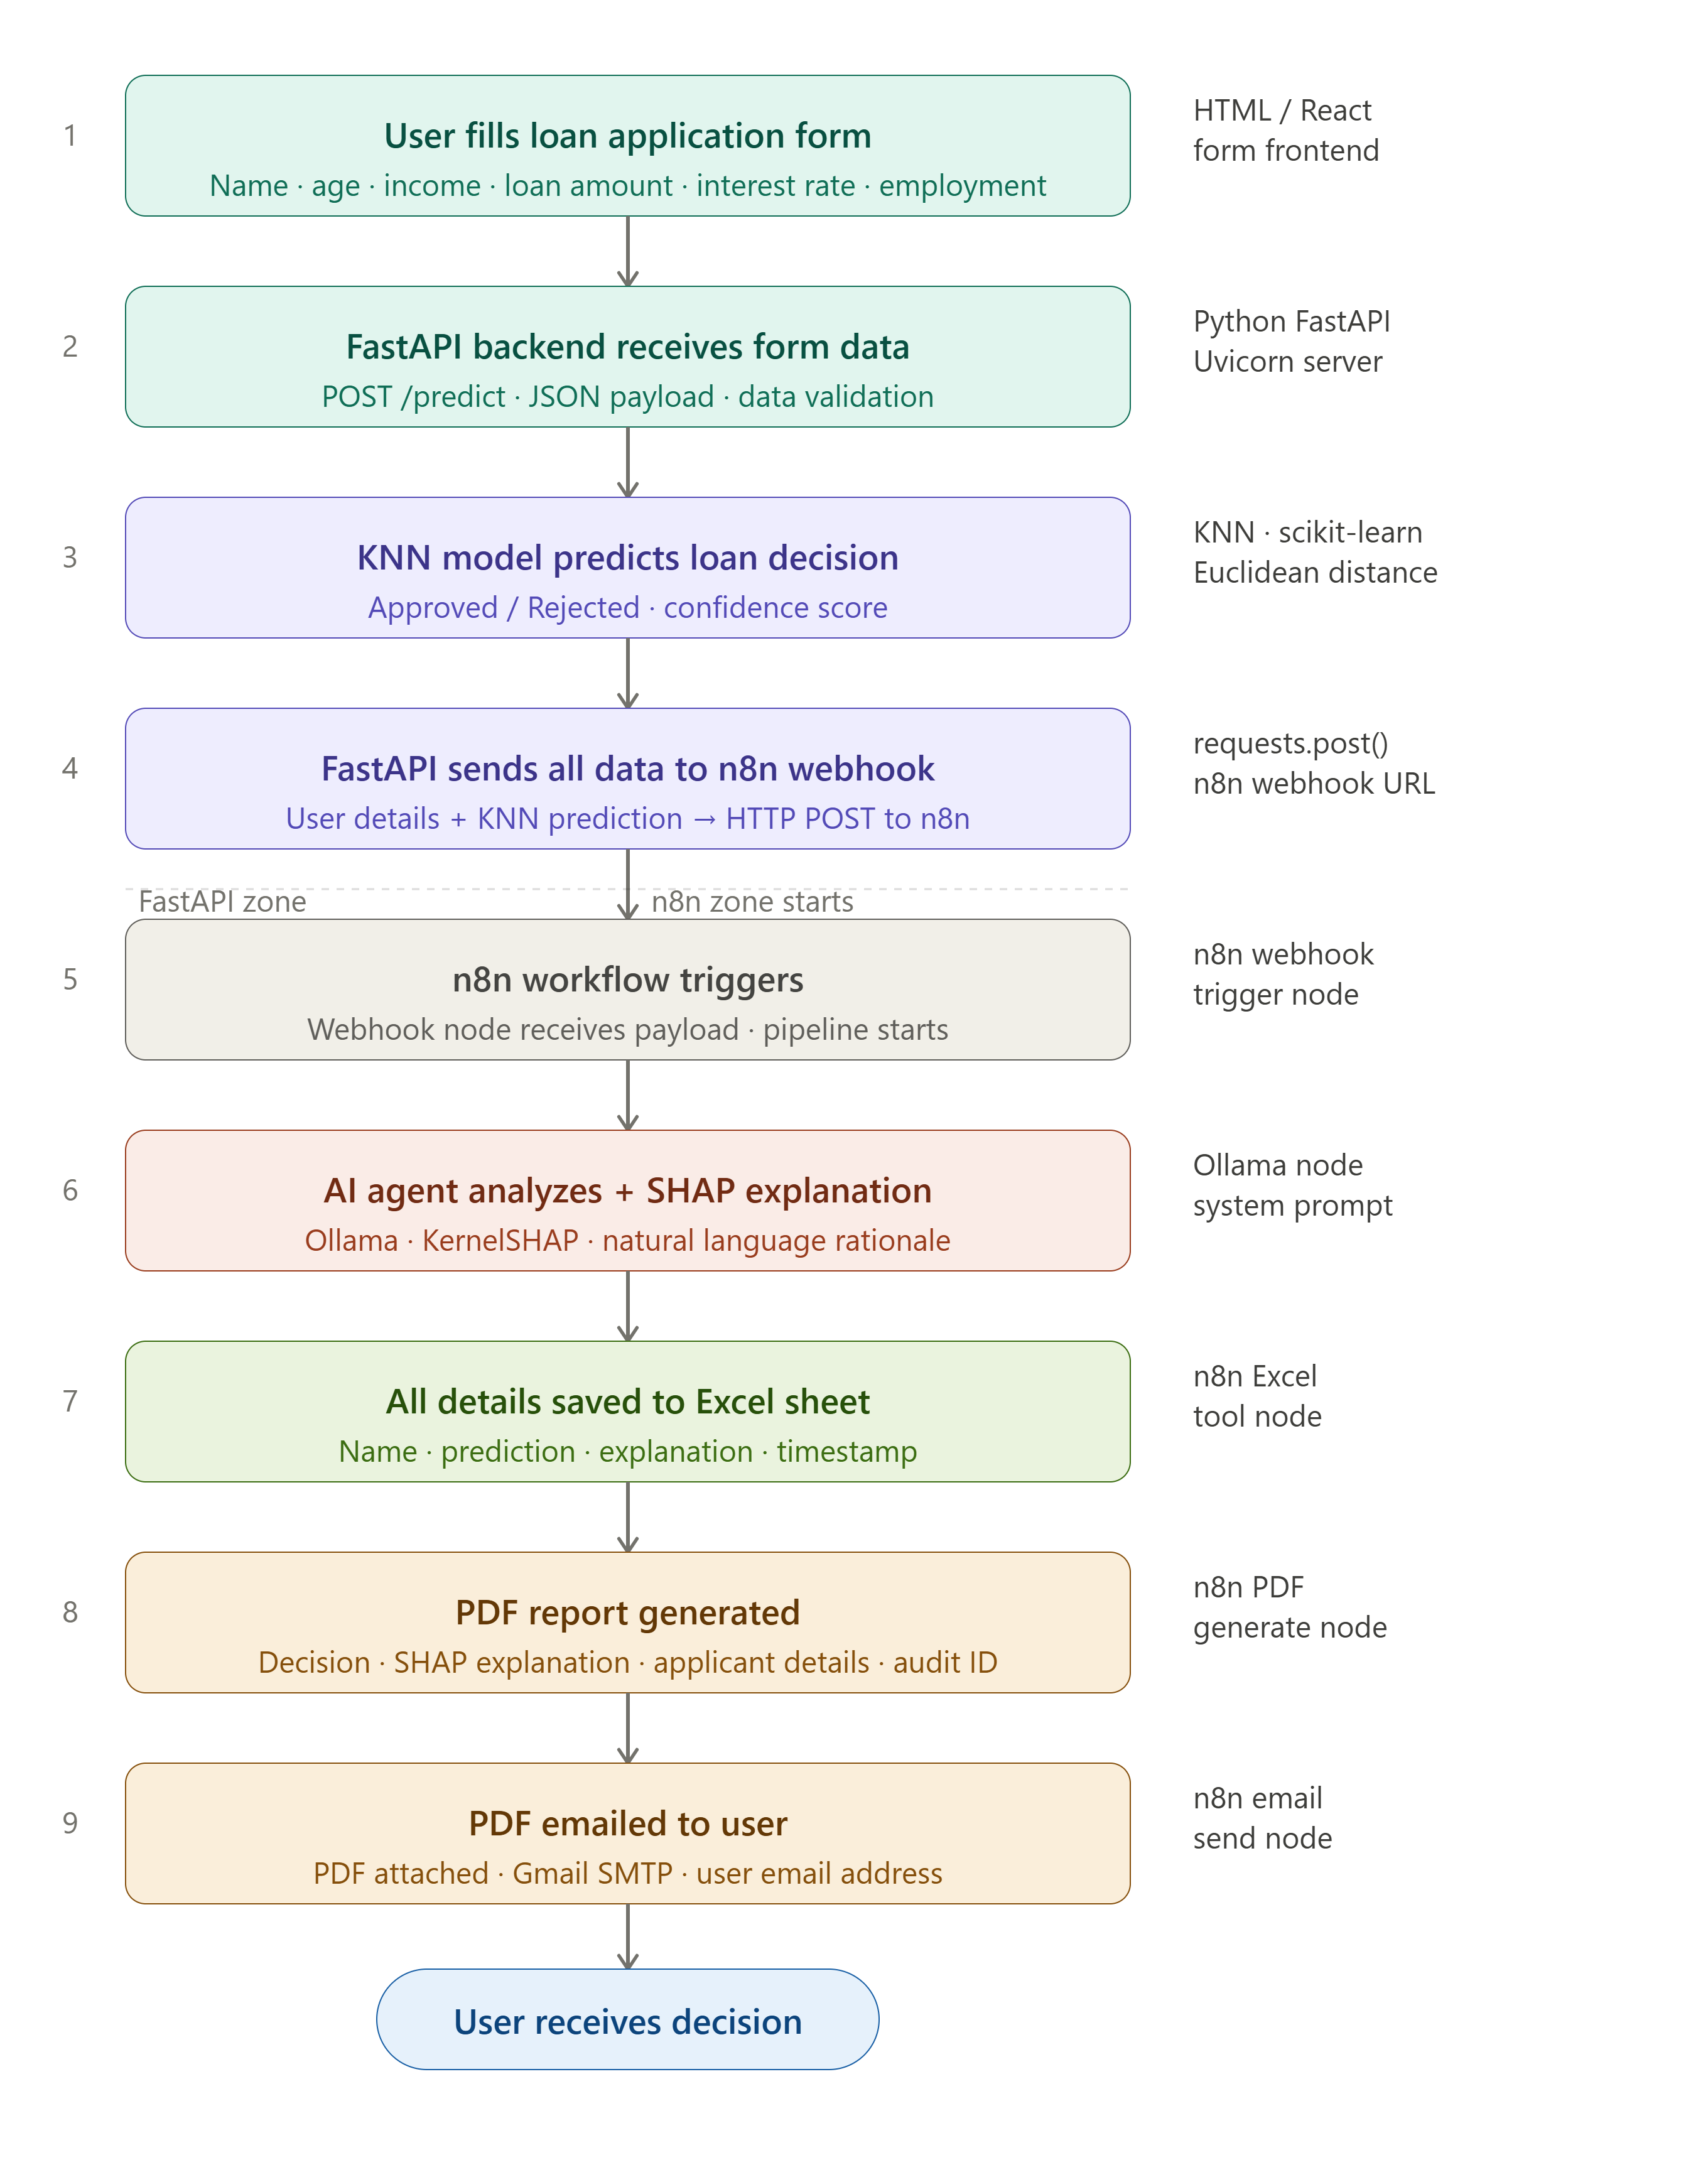 1
User fills loan application form
Name · age · income · loan amount · interest rate · employment
HTML / React
form frontend
2
FastAPI backend receives form data
POST /predict · JSON payload · data validation
Python FastAPI
Uvicorn server
3
KNN model predicts loan decision
Approved / Rejected · confidence score
KNN · scikit-learn
Euclidean distance
4
FastAPI sends all data to n8n webhook
User details + KNN prediction → HTTP POST to n8n
requests.post()
n8n webhook URL
FastAPI zone
n8n zone starts
5
n8n workflow triggers
Webhook node receives payload · pipeline starts
n8n webhook
trigger node
6
AI agent analyzes + SHAP explanation
Ollama · KernelSHAP · natural language rationale
Ollama node
system prompt
7
All details saved to Excel sheet
Name · prediction · explanation · timestamp
n8n Excel
tool node
8
PDF report generated
Decision · SHAP explanation · applicant details · audit ID
n8n PDF
generate node
9
PDF emailed to user
PDF attached · Gmail SMTP · user email address
n8n email
send node
User receives decision